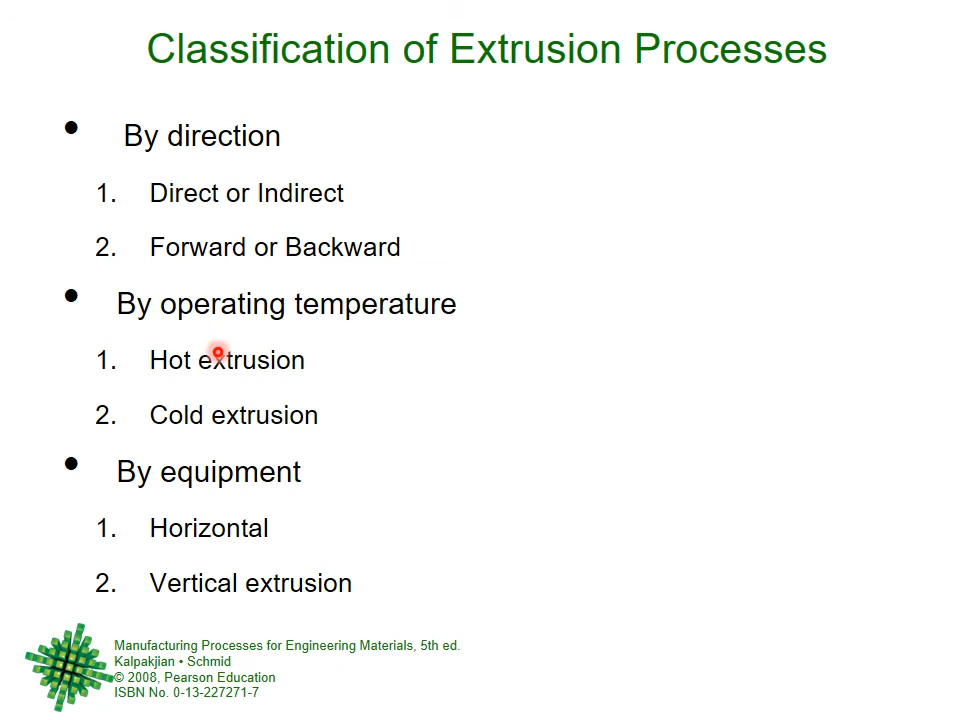 Classification of Extrusion Processes
• By direction
1. Direct or Indirect
2. Forward or Backward
• By operating temperature
1. Hot extrusion
2. Cold extrusion
• By equipment
1. Horizontal
2. Vertical extrusion
Manufacturing Processes for Engineering Materials, 5th ed.
Kalpakjian • Schmid
© 2008, Pearson Education
ISBN No. 0-13-227271-7